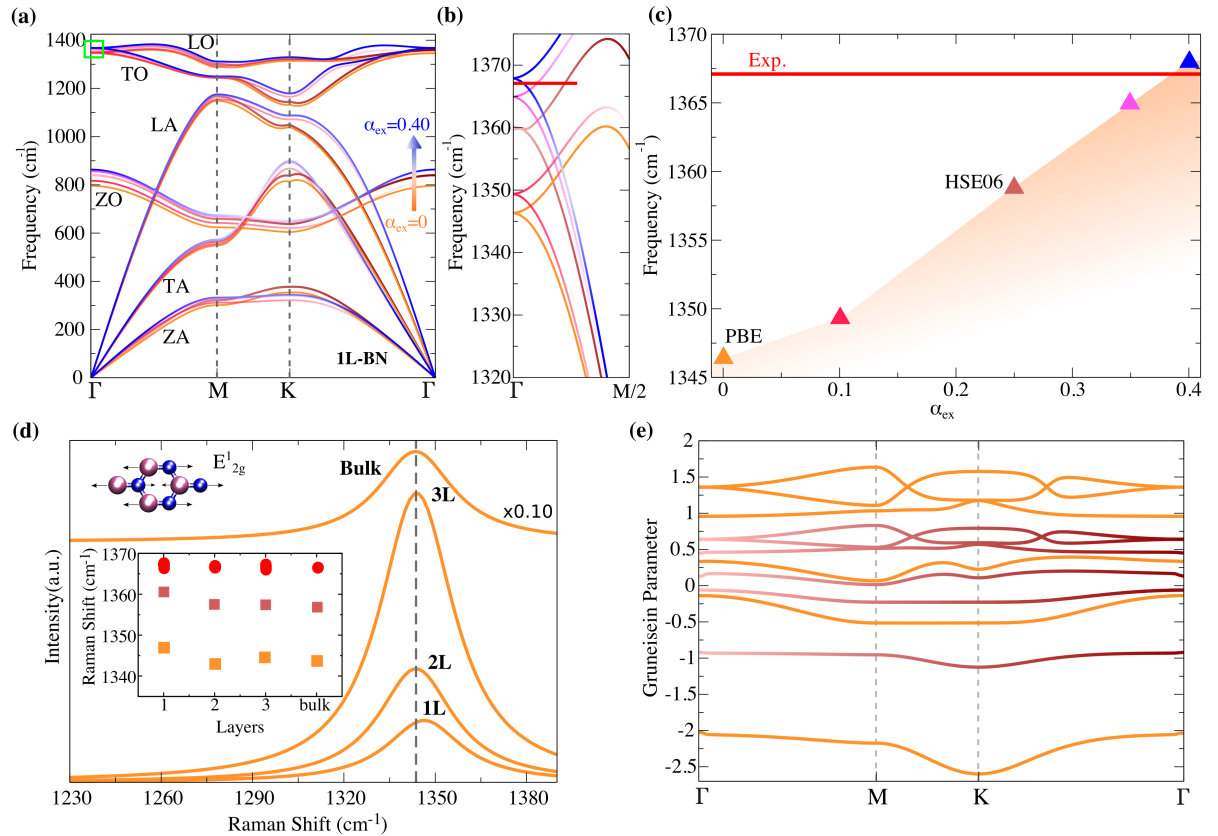 (a)
1400
1200
1000
800
600
400
200
0
Frequency (cm-1)
LO
TO
LA
ZO
TA
ZA
αex=0.40
αex=0
1L-BN
Γ
M
K
Γ
(b)
1380
1370
1360
1350
1340
1330
1320
Frequency (cm-1)
Γ
M/2
(c)
1370
1365
1360
1355
1350
1345
Frequency (cm-1)
Exp.
HSE06
PBE
0
0.1
0.2
0.3
0.4
αex
(d)
E12g
Bulk
3L
x0.10
2L
1L
Intensity(a.u.)
1370
1360
1350
1340
Raman Shift (cm-1)
1
2
3
bulk
Layers
1230
1260
1290
1320
1350
1380
Raman Shift (cm-1)
(e)
2
1.5
1
0.5
0
-0.5
-1
-1.5
-2
-2.5
Gruneisein Parameter
Γ
M
K
Γ